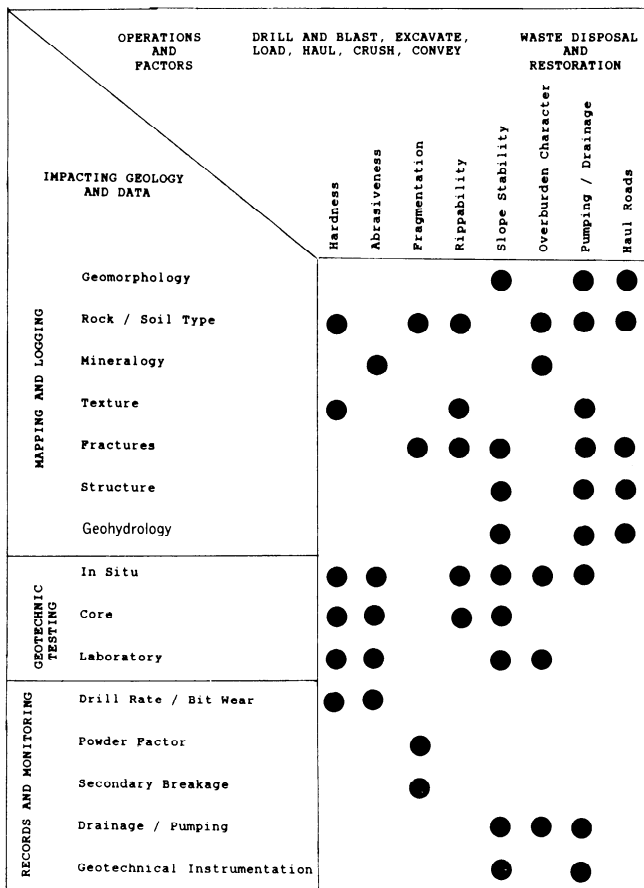 OPERATIONS
AND
FACTORS
DRILL AND BLAST, EXCAVATE,
LOAD, HAUL, CRUSH, CONVEY
WASTE DISPOSAL
AND
RESTORATION
IMPACTING GEOLOGY
AND DATA
Hardness
Abrasiveness
Fragmentation
Rippability
Slope Stability
Overburden Character
Pumping / Drainage
Haul Roads
MAPPING AND LOGGING
Geomorphology
Rock / Soil Type
Mineralogy
Texture
Fractures
Structure
Geohydrology
GEOTECHNIC
TESTING
In Situ
Core
Laboratory
RECORDS AND MONITORING
Drill Rate / Bit Wear
Powder Factor
Secondary Breakage
Drainage / Pumping
Geotechnical Instrumentation